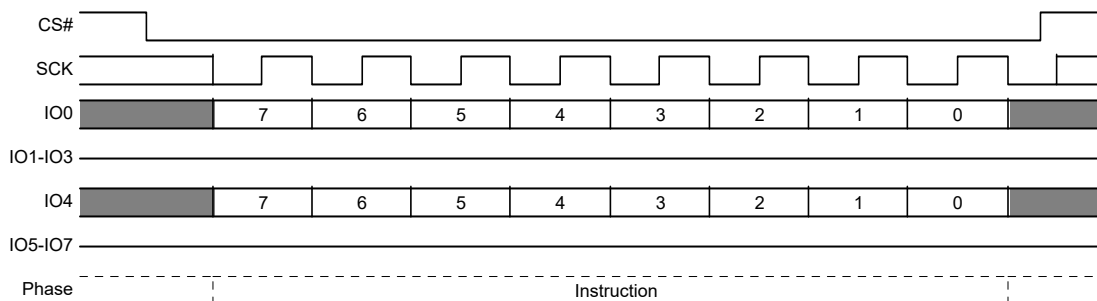 CS#
SCK
IO0 7 6 5 4 3 2 1 0
IO1-IO3
IO4 7 6 5 4 3 2 1 0
IO5-IO7
Phase Instruction